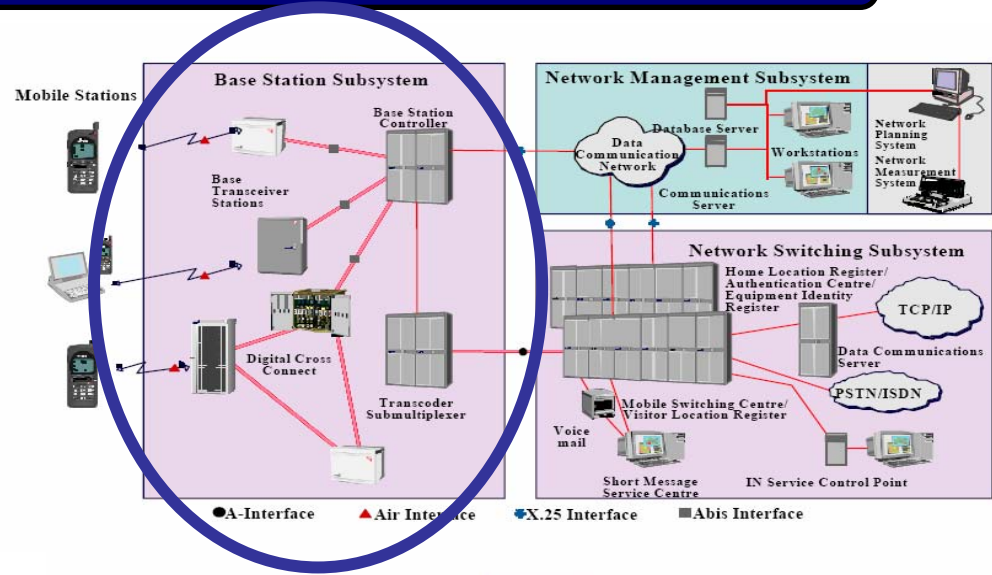 Mobile Stations
Base Station Subsystem
Base Station
Controller
Base
Transceiver
Stations
Digital Cross
Connect
Transcoder
Submultiplexer
Network Management Subsystem
Database Server
Data
Communication
Network
Workstations
Communications
Server
Network
Planning
System
Network
Measurement
System
Network Switching Subsystem
Home Location Register/
Authentication Centre/
Equipment Identity
Register
TCP/IP
Data Communications
Server
PSTN/ISDN
Mobile Switching Centre/
Visitor Location Register
Voice
mail
Short Message
Service Centre
IN Service Control Point
A-Interface
Air Interface
X.25 Interface
Abis Interface